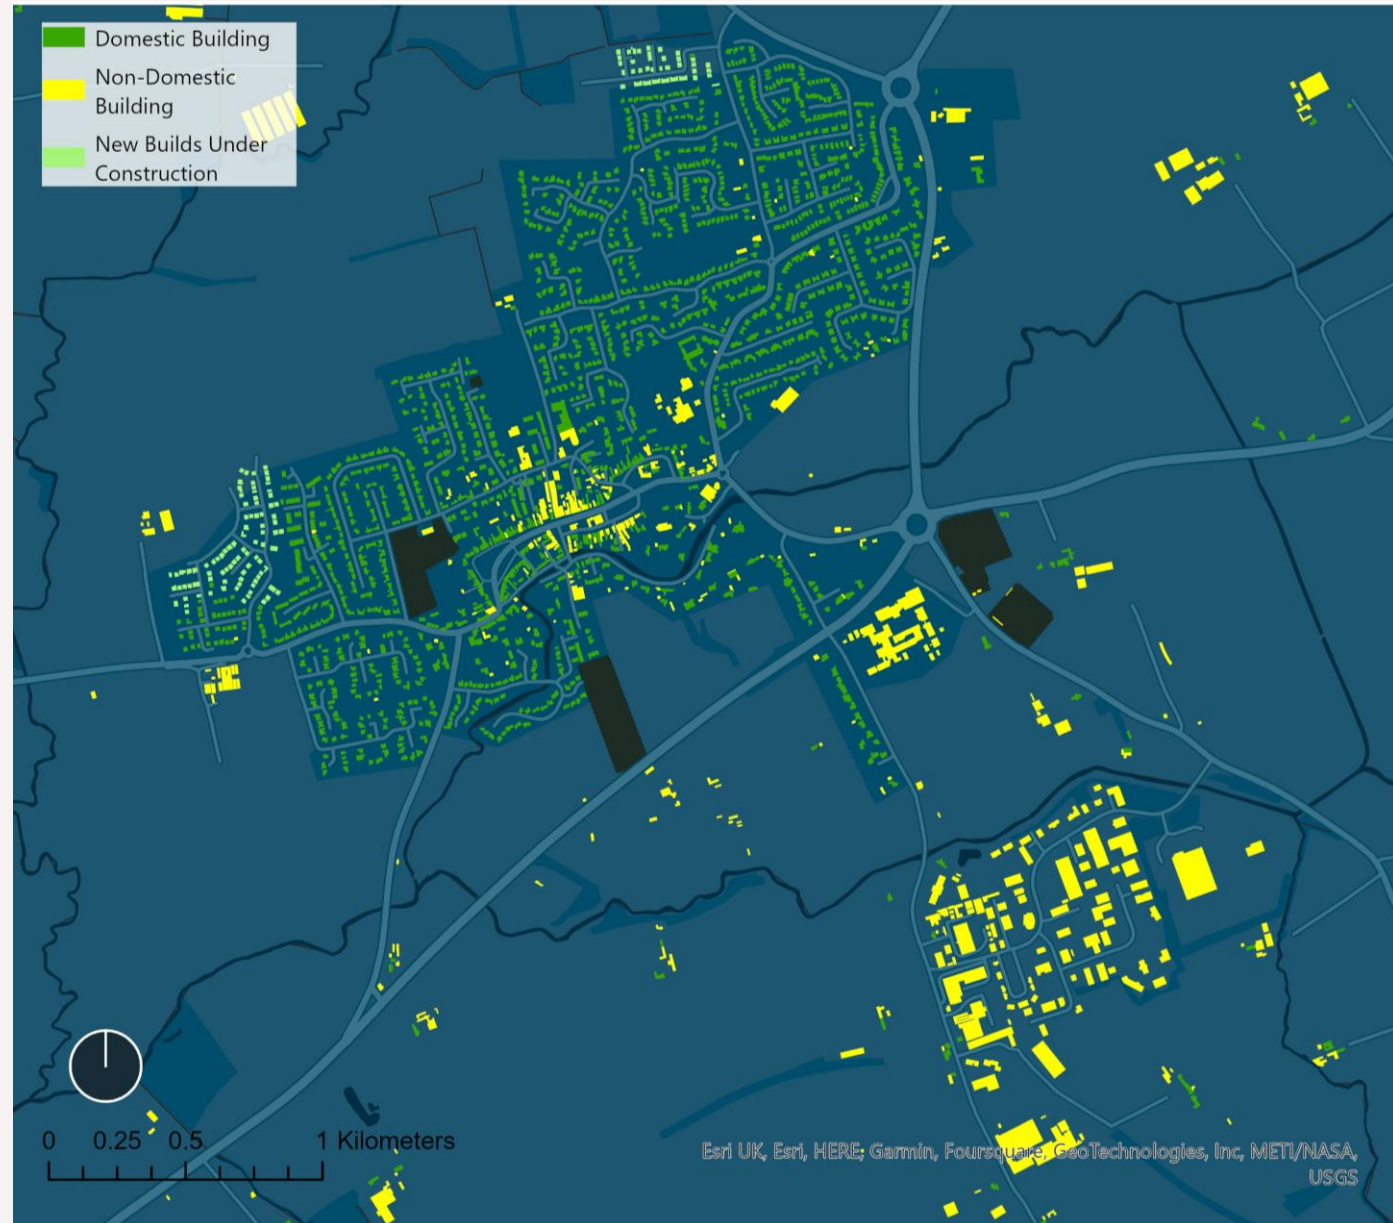 Domestic Building
Non-Domestic
Building
New Builds Under
Construction
0 0.25 0.5 1 Kilometers
Esri UK, Esri, HERE, Garmin, Foursquare, GeoTechnologies, Inc, METI/NASA,
USGS